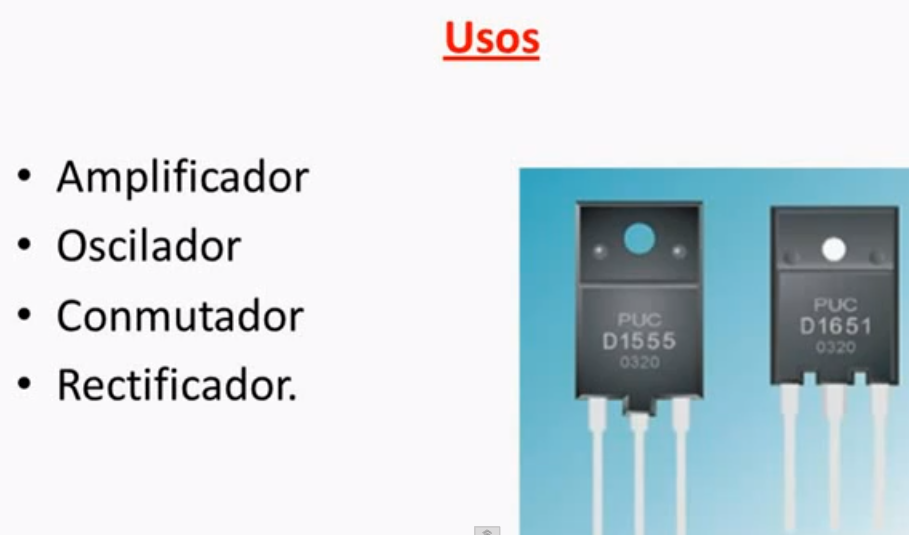 Usos
• Amplificador
• Oscilador
• Conmutador
• Rectificador.
PUC
D1555
0320
PUC
D1651
0320